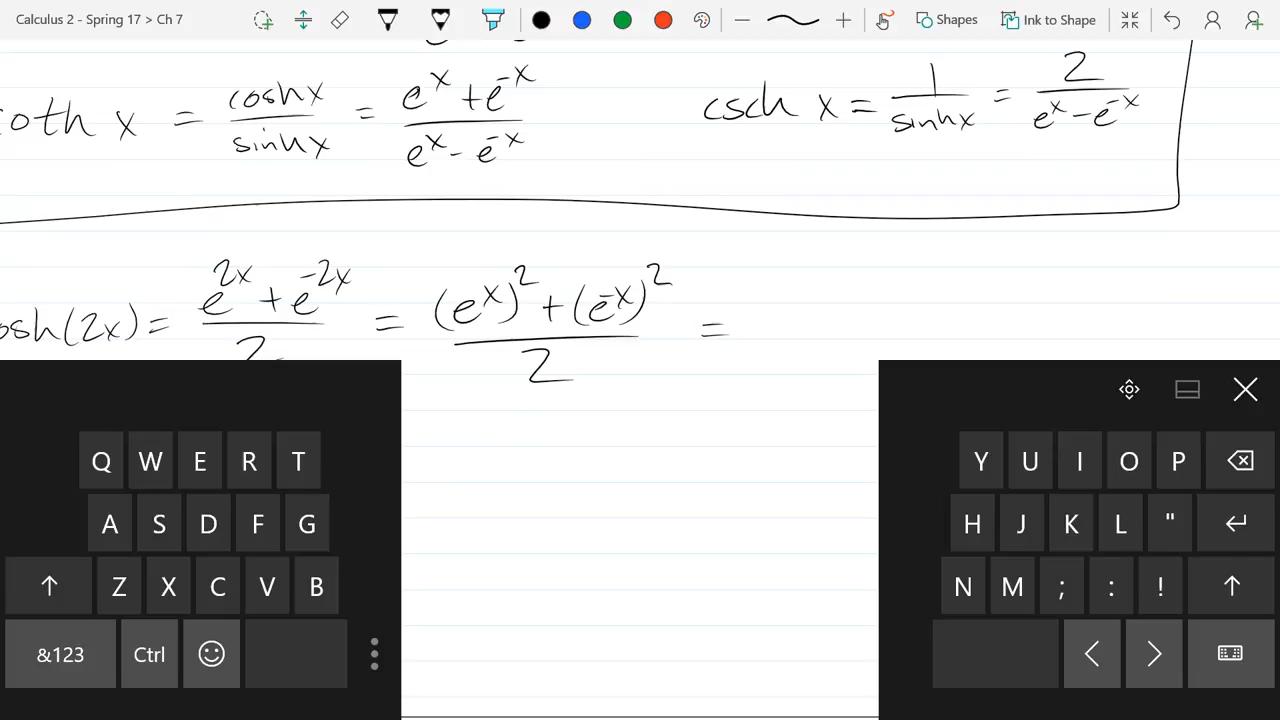 Calculus 2 - Spring 17 > Ch 7 Shapes Ink to Shape
oth x = cosh x / sinh x = e^x + e^-x / e^x - e^-x csch x = 1 / sinh x = 2 / e^x - e^-x
osh(2x) = e^2x + e^-2x / 2 = (e^x)^2 + (e^-x)^2 / 2 =
Q W E R T Y U I O P
A S D F G H J K L "
Z X C V B N M ; : !
&123 Ctrl